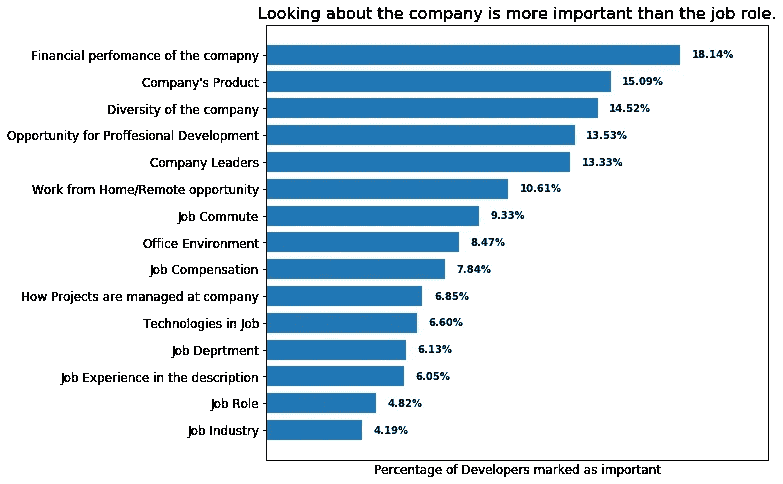 Looking about the company is more important than the job role.
Financial perfomance of the comapny 18.14%
Company's Product 15.09%
Diversity of the company 14.52%
Opportunity for Proffesional Development 13.53%
Company Leaders 13.33%
Work from Home/Remote opportunity 10.61%
Job Commute 9.33%
Office Environment 8.47%
Job Compensation 7.84%
How Projects are managed at company 6.85%
Technologies in Job 6.60%
Job Deprtment 6.13%
Job Experience in the description 6.05%
Job Role 4.82%
Job Industry 4.19%
Percentage of Developers marked as important